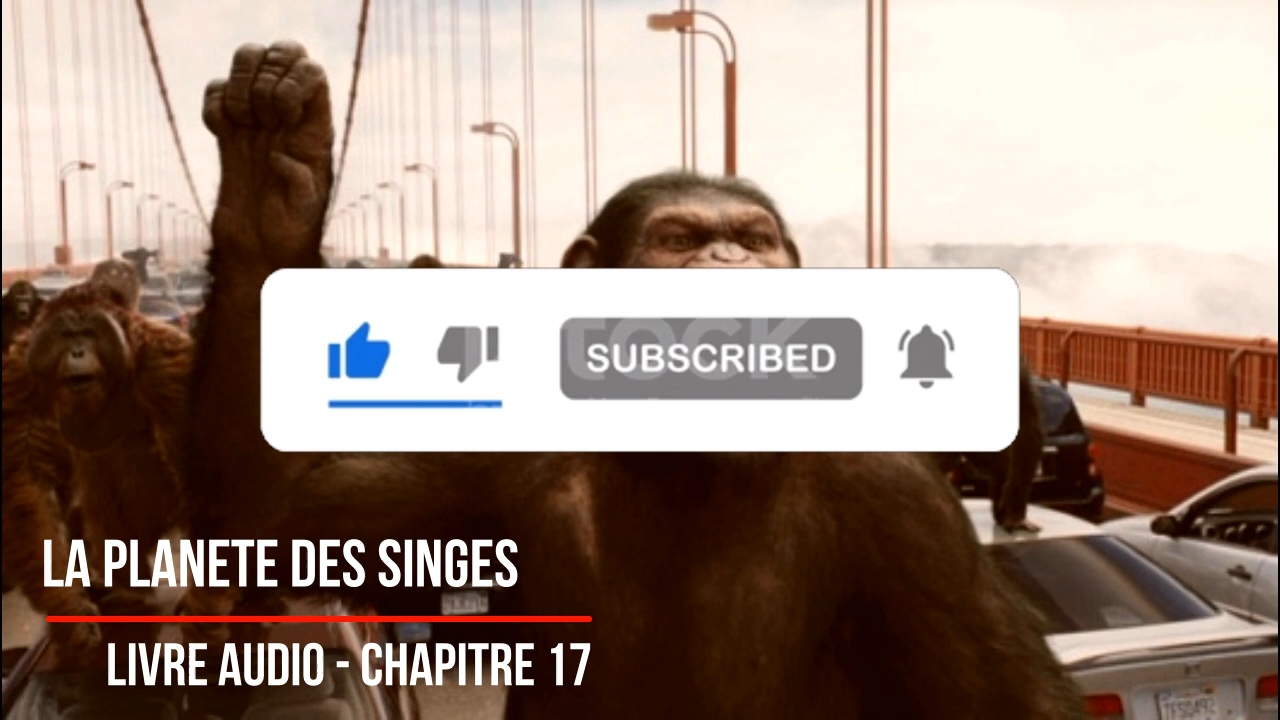 SUBSCRIBED
LA PLANETE DES SINGES
LIVRE AUDIO - CHAPITRE 17